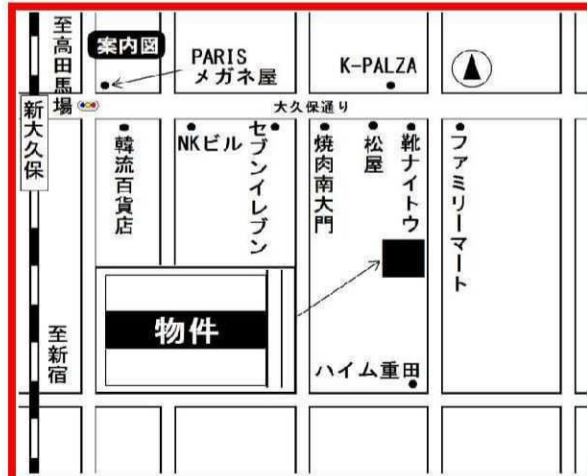 至高田馬場
案内図
PARIS
メガネ屋
K-PALZA
大久保通り
新大久保
韓流百貨店
NKビル
セブンイレブン
焼肉南大門
松屋
靴ナイトウ
ファミリーマート
物件
至新宿
ハイム重田